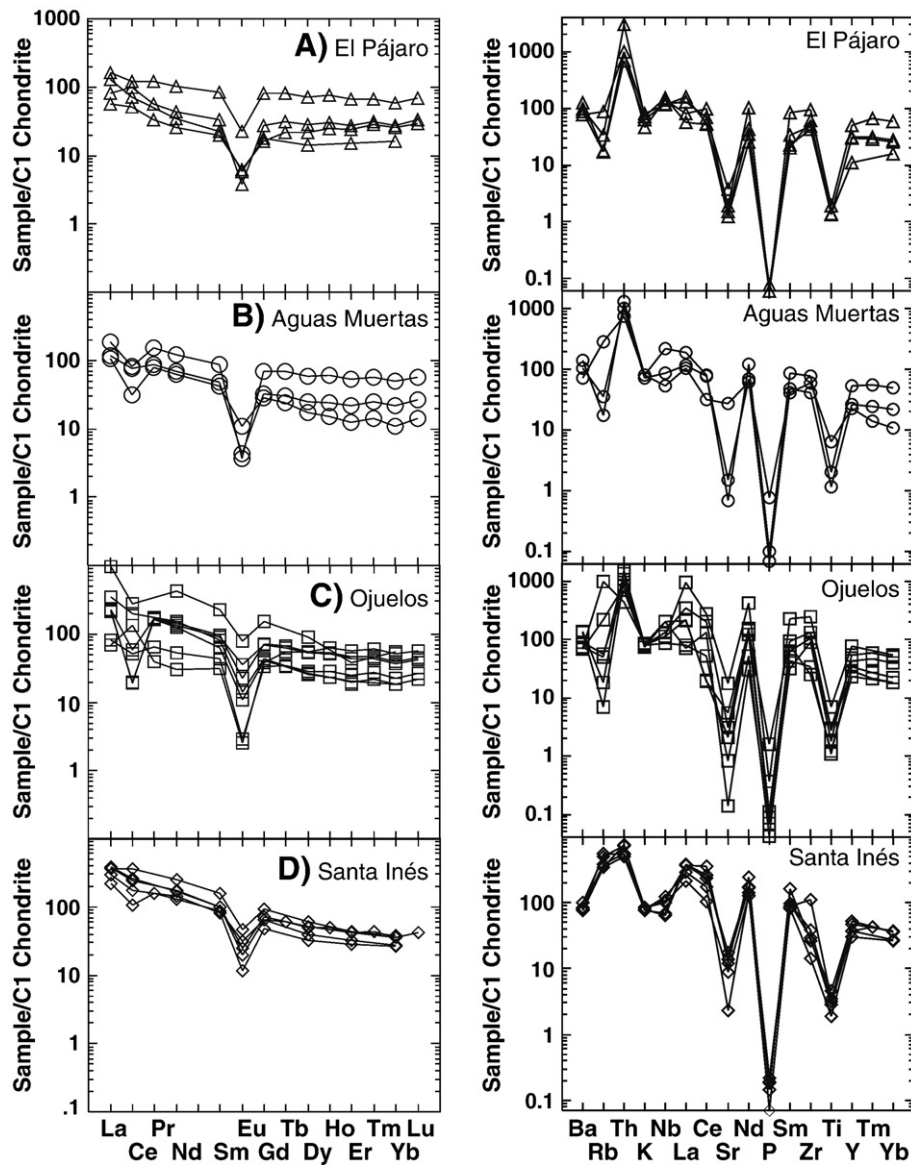 1000
100
10
1
Sample/C1 Chondrite
A) El Pájaro
1000
100
10
1
0.1
Sample/C1 Chondrite
El Pájaro
100
10
1
Sample/C1 Chondrite
B) Aguas Muertas
1000
100
10
1
0.1
Sample/C1 Chondrite
Aguas Muertas
100
10
1
Sample/C1 Chondrite
C) Ojuelos
1000
100
10
1
0.1
Sample/C1 Chondrite
Ojuelos
100
10
1
.1
Sample/C1 Chondrite
D) Santa Inés
100
10
1
0.1
Sample/C1 Chondrite
Santa Inés
La Pr Eu Tb Ho Tm Lu
Ce Nd Sm Gd Dy Er Yb
Ba Th Nb Ce Nd Sm Ti Tm
Rb K La Sr P Zr Y Yb